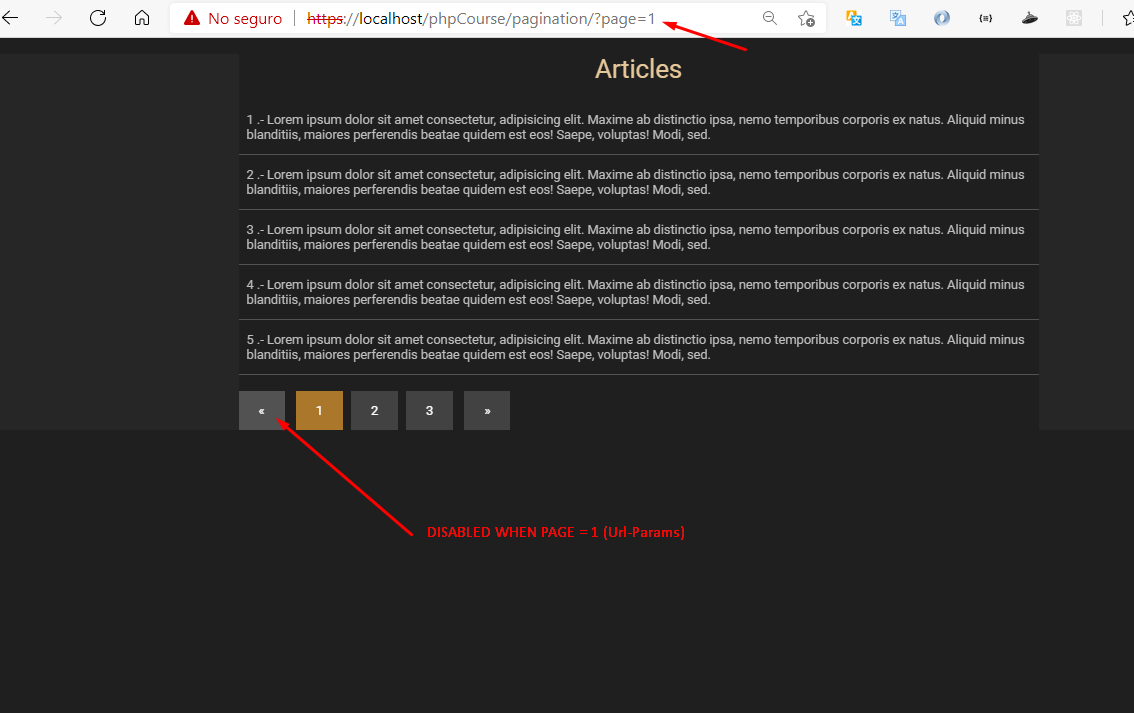 No seguro | https://localhost/phpCourse/pagination/?page=1
Articles
1 .- Lorem ipsum dolor sit amet consectetur, adipisicing elit. Maxime ab distinctio ipsa, nemo temporibus corporis ex natus. Aliquid minus
blanditiis, maiores perferendis beatae quidem est eos! Saepe, voluptas! Modi, sed.
2 .- Lorem ipsum dolor sit amet consectetur, adipisicing elit. Maxime ab distinctio ipsa, nemo temporibus corporis ex natus. Aliquid minus
blanditiis, maiores perferendis beatae quidem est eos! Saepe, voluptas! Modi, sed.
3 .- Lorem ipsum dolor sit amet consectetur, adipisicing elit. Maxime ab distinctio ipsa, nemo temporibus corporis ex natus. Aliquid minus
blanditiis, maiores perferendis beatae quidem est eos! Saepe, voluptas! Modi, sed.
4 .- Lorem ipsum dolor sit amet consectetur, adipisicing elit. Maxime ab distinctio ipsa, nemo temporibus corporis ex natus. Aliquid minus
blanditiis, maiores perferendis beatae quidem est eos! Saepe, voluptas! Modi, sed.
5 .- Lorem ipsum dolor sit amet consectetur, adipisicing elit. Maxime ab distinctio ipsa, nemo temporibus corporis ex natus. Aliquid minus
blanditiis, maiores perferendis beatae quidem est eos! Saepe, voluptas! Modi, sed.
« 1 2 3 »
DISABLED WHEN PAGE = 1 (Url-Params)